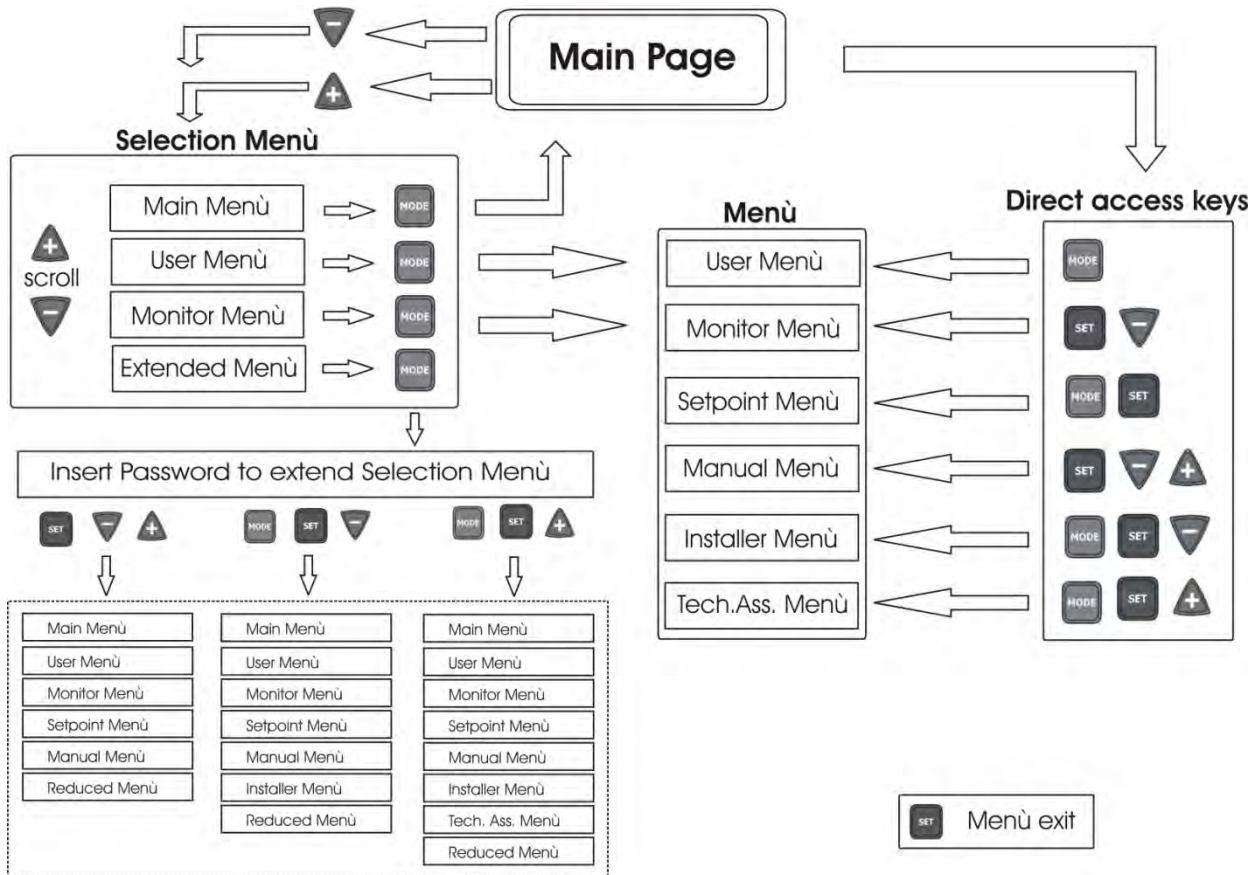 Main Page
Selection Menù
Main Menù
MODE
User Menù
MODE
scroll
Monitor Menù
MODE
Extended Menù
MODE
Insert Password to extend Selection Menù
SET
MODE
SET
MODE
SET
Main Menù
User Menù
Monitor Menù
Setpoint Menù
Manual Menù
Reduced Menù
Main Menù
User Menù
Monitor Menù
Setpoint Menù
Manual Menù
Installer Menù
Reduced Menù
Main Menù
User Menù
Monitor Menù
Setpoint Menù
Manual Menù
Installer Menù
Tech. Ass. Menù
Reduced Menù
Menù
User Menù
Monitor Menù
Setpoint Menù
Manual Menù
Installer Menù
Tech.Ass. Menù
Direct access keys
MODE
SET
MODE SET
SET
MODE SET
MODE SET
SET Menù exit